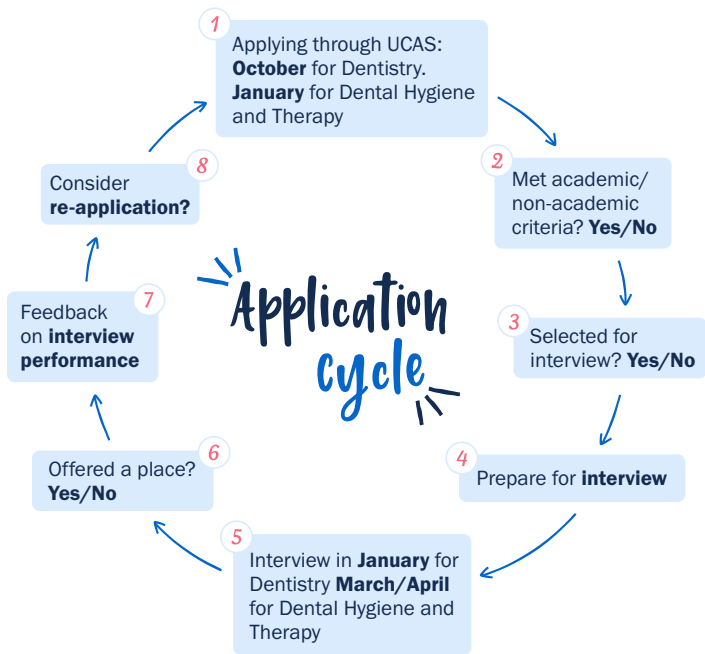 1
Applying through UCAS:
October for Dentistry.
January for Dental Hygiene
and Therapy
2
Met academic/
non-academic
criteria? Yes/No
3
Selected for
interview? Yes/No
4
Prepare for interview
5
Interview in January for
Dentistry March/April
for Dental Hygiene and
Therapy
6
Offered a place?
Yes/No
7
Feedback
on interview
performance
8
Consider
re-application?
Application
cycle